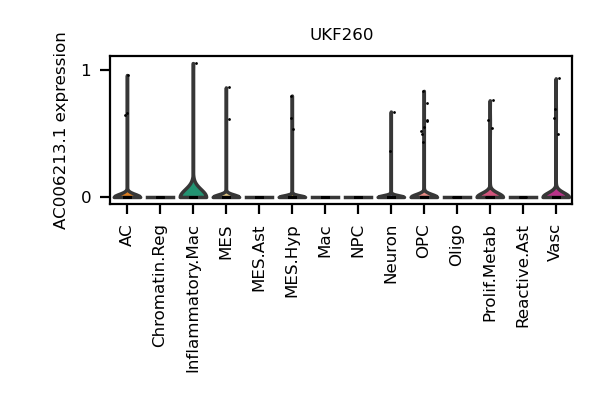 UKF260
AC006213.1 expression
1
0
AC
Chromatin.Reg
Inflammatory.Mac
MES
MES.Ast
MES.Hyp
Mac
NPC
Neuron
OPC
Oligo
Prolif.Metab
Reactive.Ast
Vasc